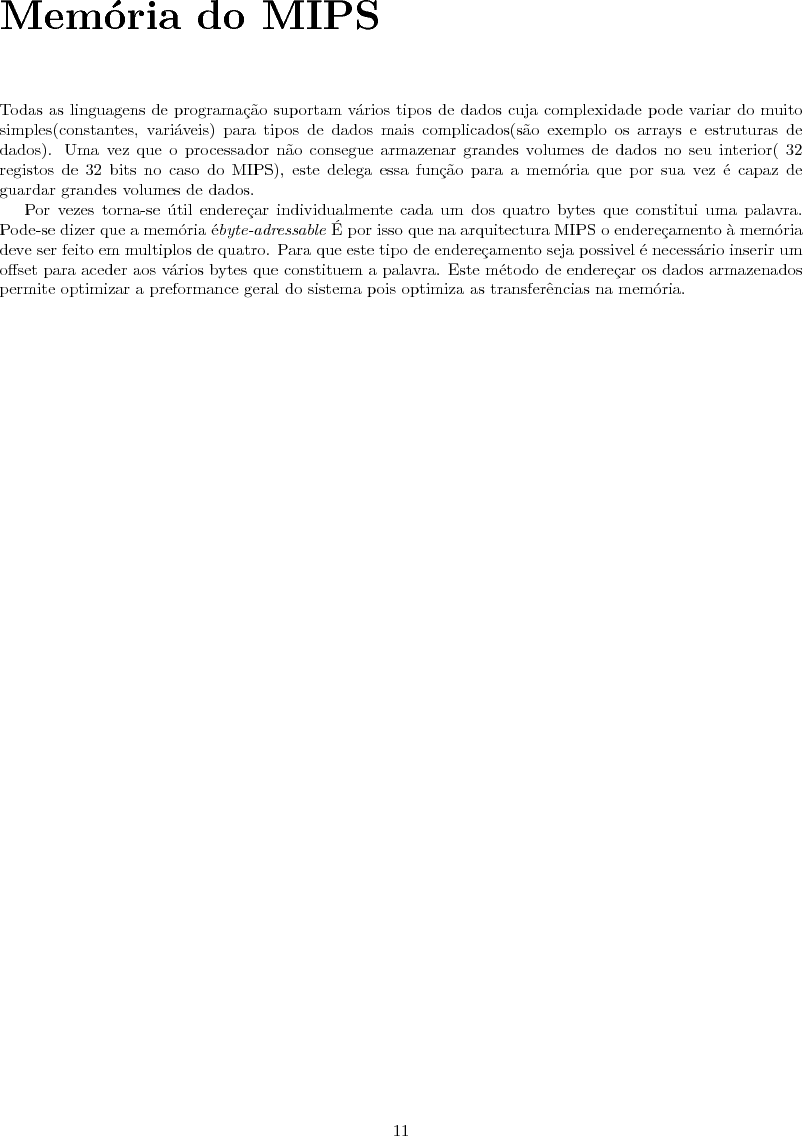 Memória do MIPS
Todas as linguagens de programação suportam vários tipos de dados cuja complexidade pode variar do muito
simples(constantes, variáveis) para tipos de dados mais complicados(são exemplo os arrays e estruturas de
dados). Uma vez que o processador não consegue armazenar grandes volumes de dados no seu interior( 32
registos de 32 bits no caso do MIPS), este delega essa função para a memória que por sua vez é capaz de
guardar grandes volumes de dados.
Por vezes torna-se útil endereçar individualmente cada um dos quatro bytes que constitui uma palavra.
Pode-se dizer que a memória ébyte-adressable É por isso que na arquitectura MIPS o endereçamento à memória
deve ser feito em multiplos de quatro. Para que este tipo de endereçamento seja possivel é necessário inserir um
offset para aceder aos vários bytes que constituem a palavra. Este método de endereçar os dados armazenados
permite optimizar a preformance geral do sistema pois optimiza as transferências na memória.
11